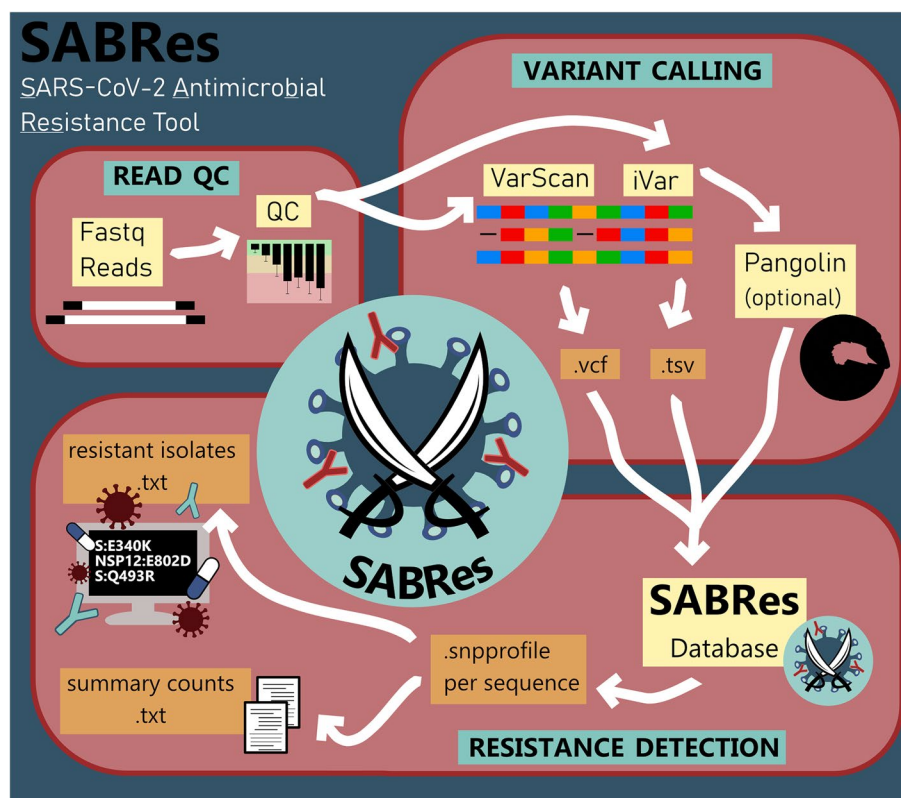 SABRes
SARS-CoV-2 Antimicrobial
Resistance Tool
READ QC
Fastq
Reads
QC
VARIANT CALLING
VarScan
iVar
Pangolin
(optional)
.vcf
.tsv
SABRes
resistant isolates
.txt
S:E340K
NSP12:E802D
S:Q493R
summary counts
.txt
.snpprofile
per sequence
SABRes
Database
RESISTANCE DETECTION